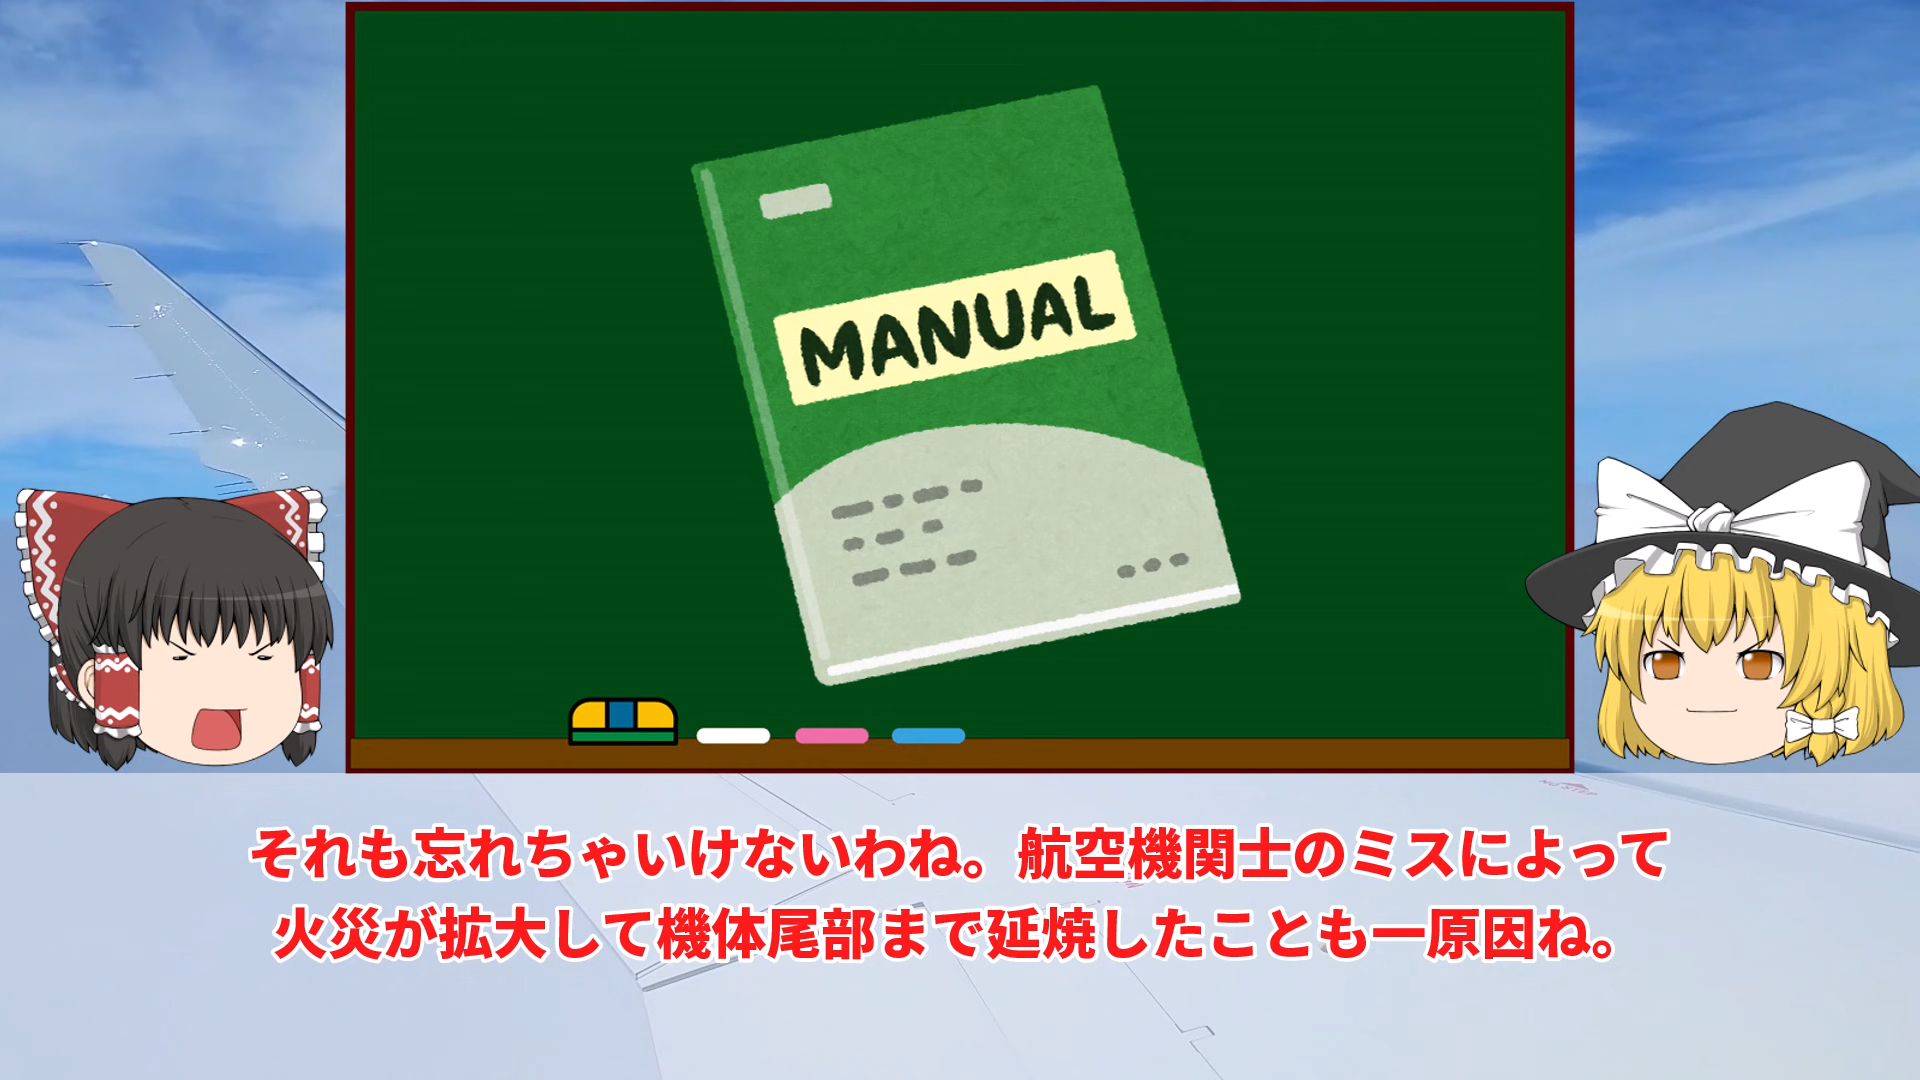 MANUAL
NO STEP
それも忘れちゃいけないわね。航空機関士のミスによって
火災が拡大して機体尾部まで延焼したことも一原因ね。